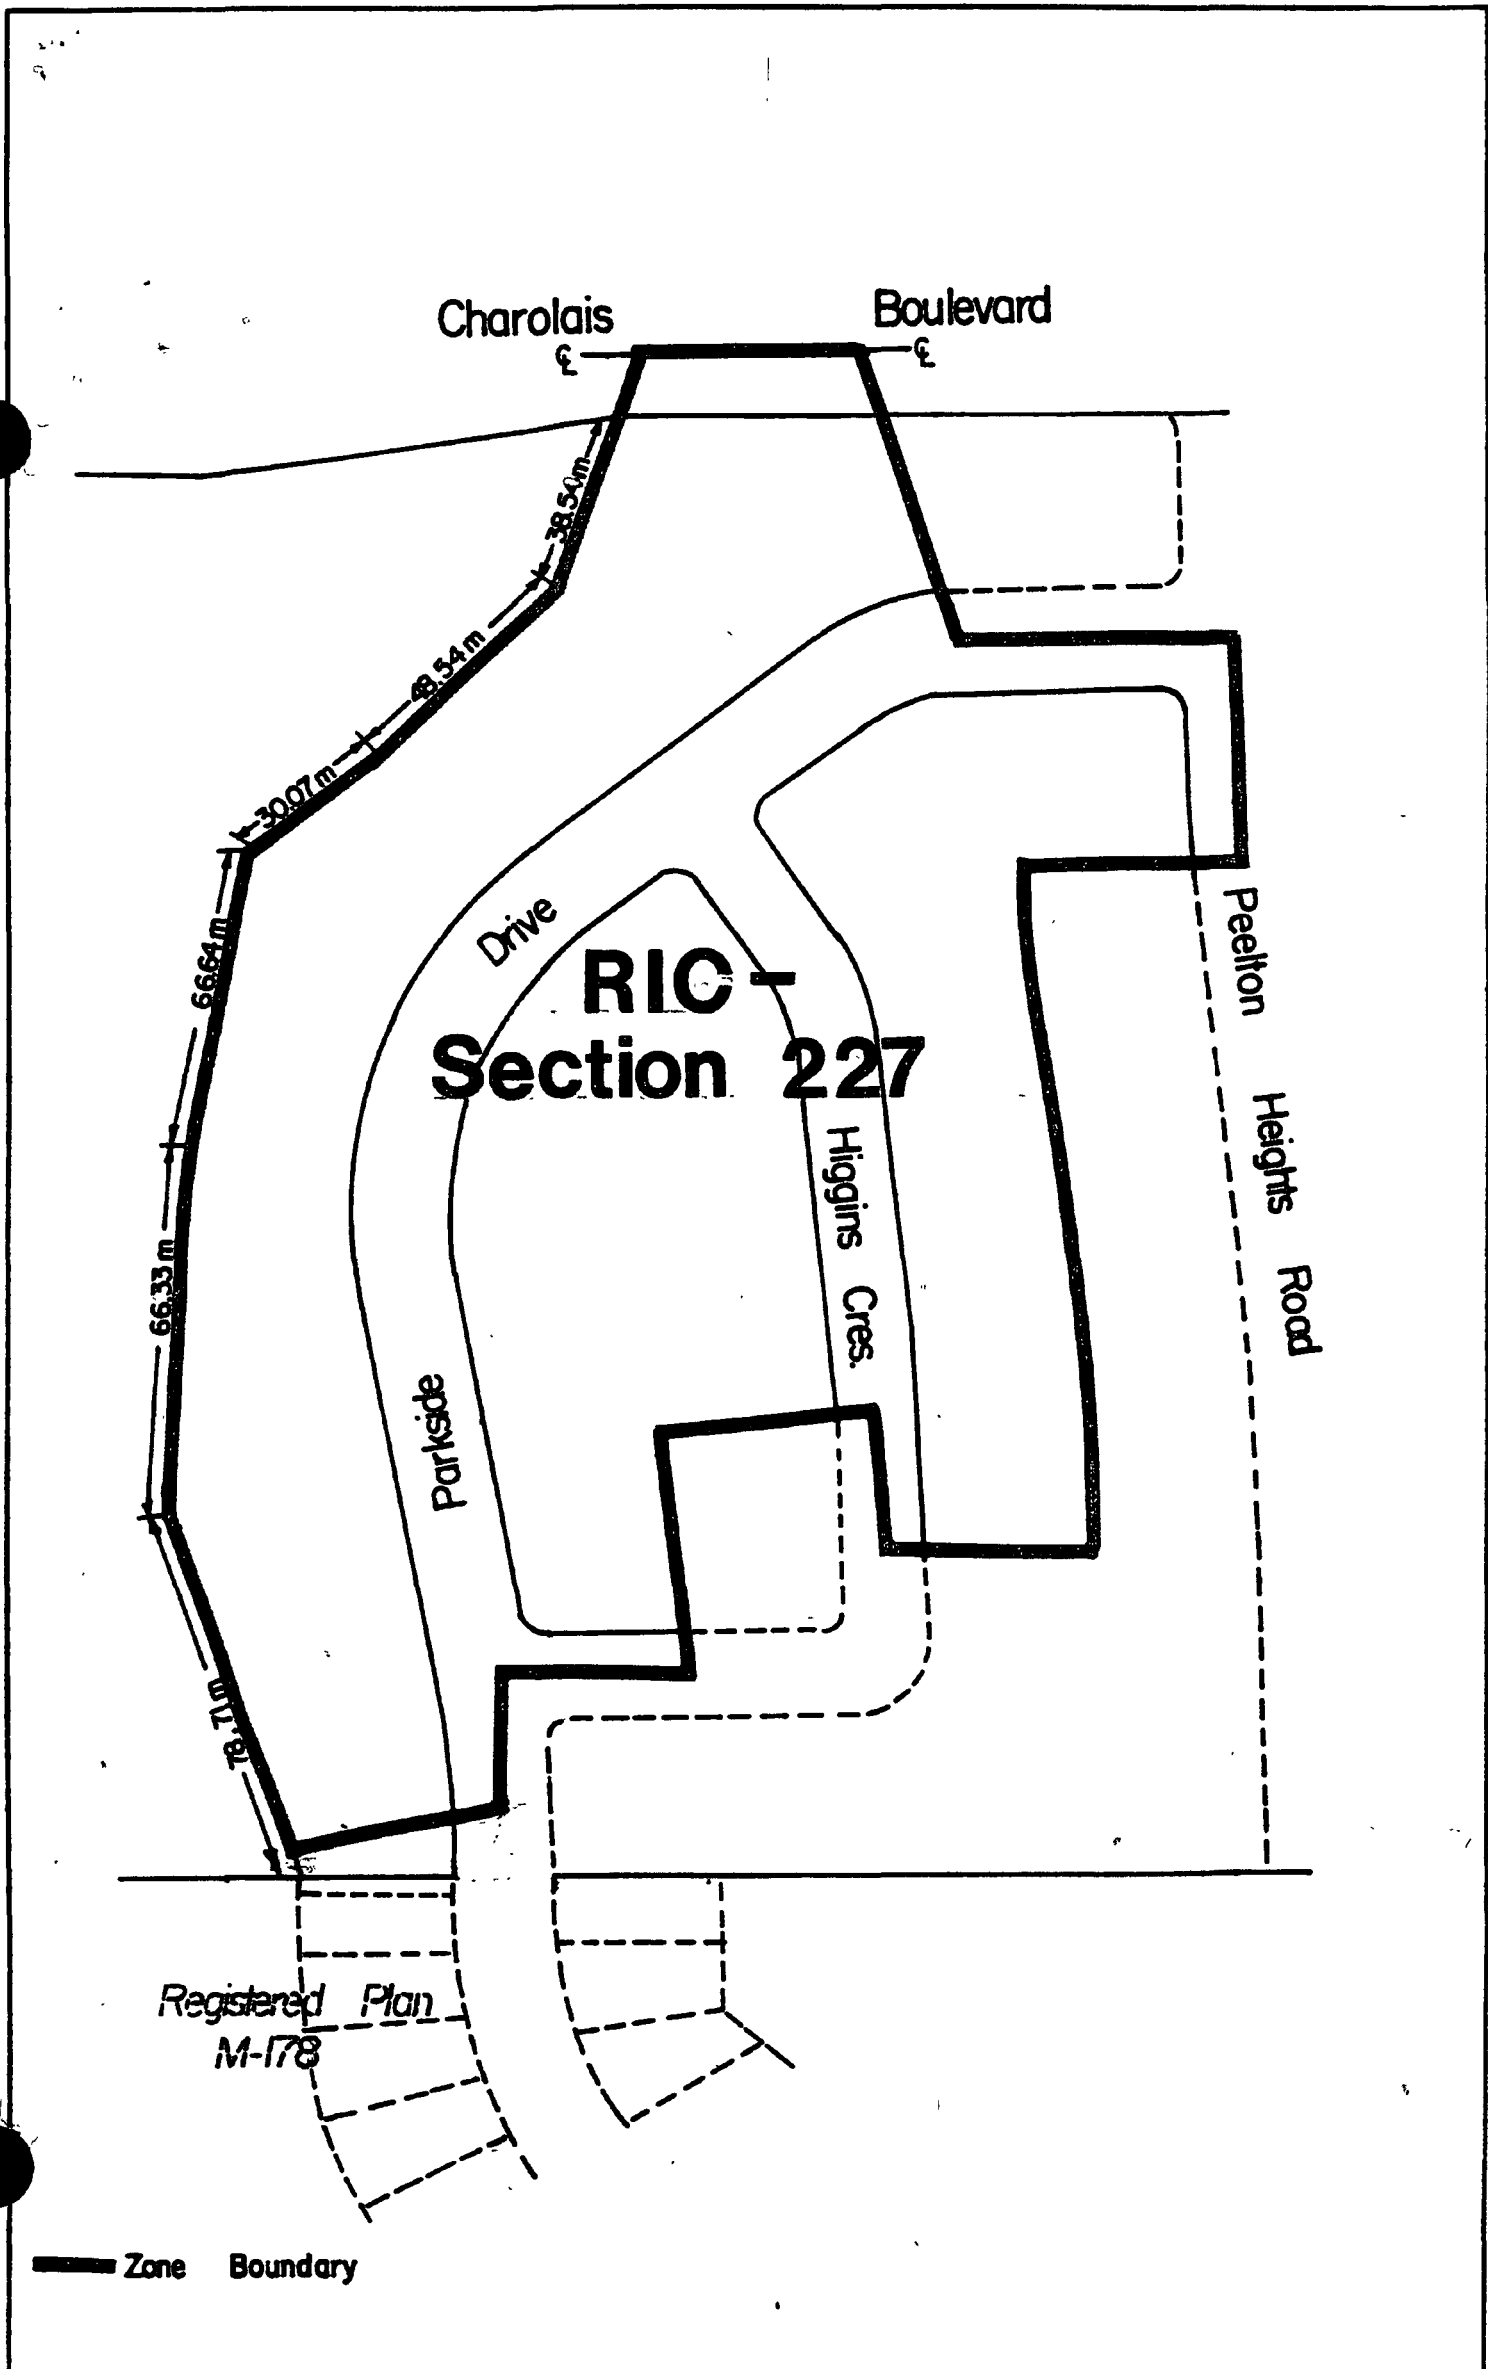 Charolais Boulevard
℄ ℄
38.50m
48.54m
30.07m
66.64m
66.33m
78.71m
Drive
RIC -
Section 227
Higgins Cres.
Parkside
Peelton Heights Road
Registered Plan
M-178
Zone Boundary